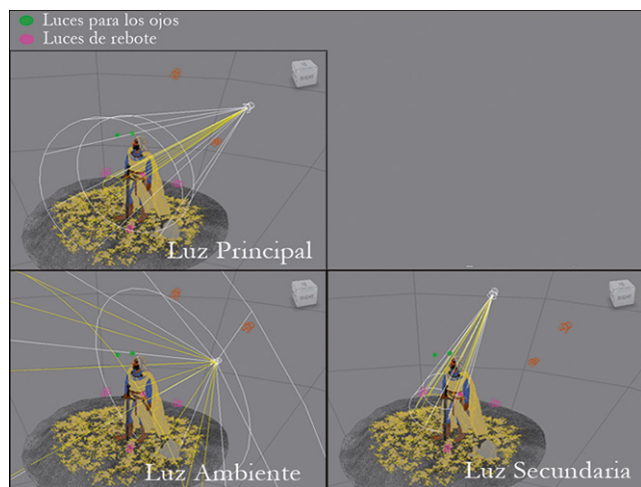 Luces para los ojos
Luces de rebote
Luz Principal
Luz Ambiente
Luz Secundaria